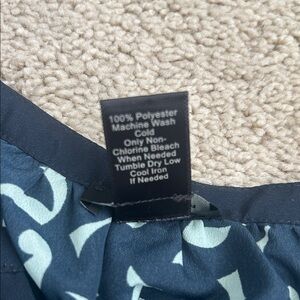 100% Polyester
Machine Wash
Cold
Only Non-
Chlorine Bleach
When Needed
Tumble Dry Low
Cool Iron
If Needed